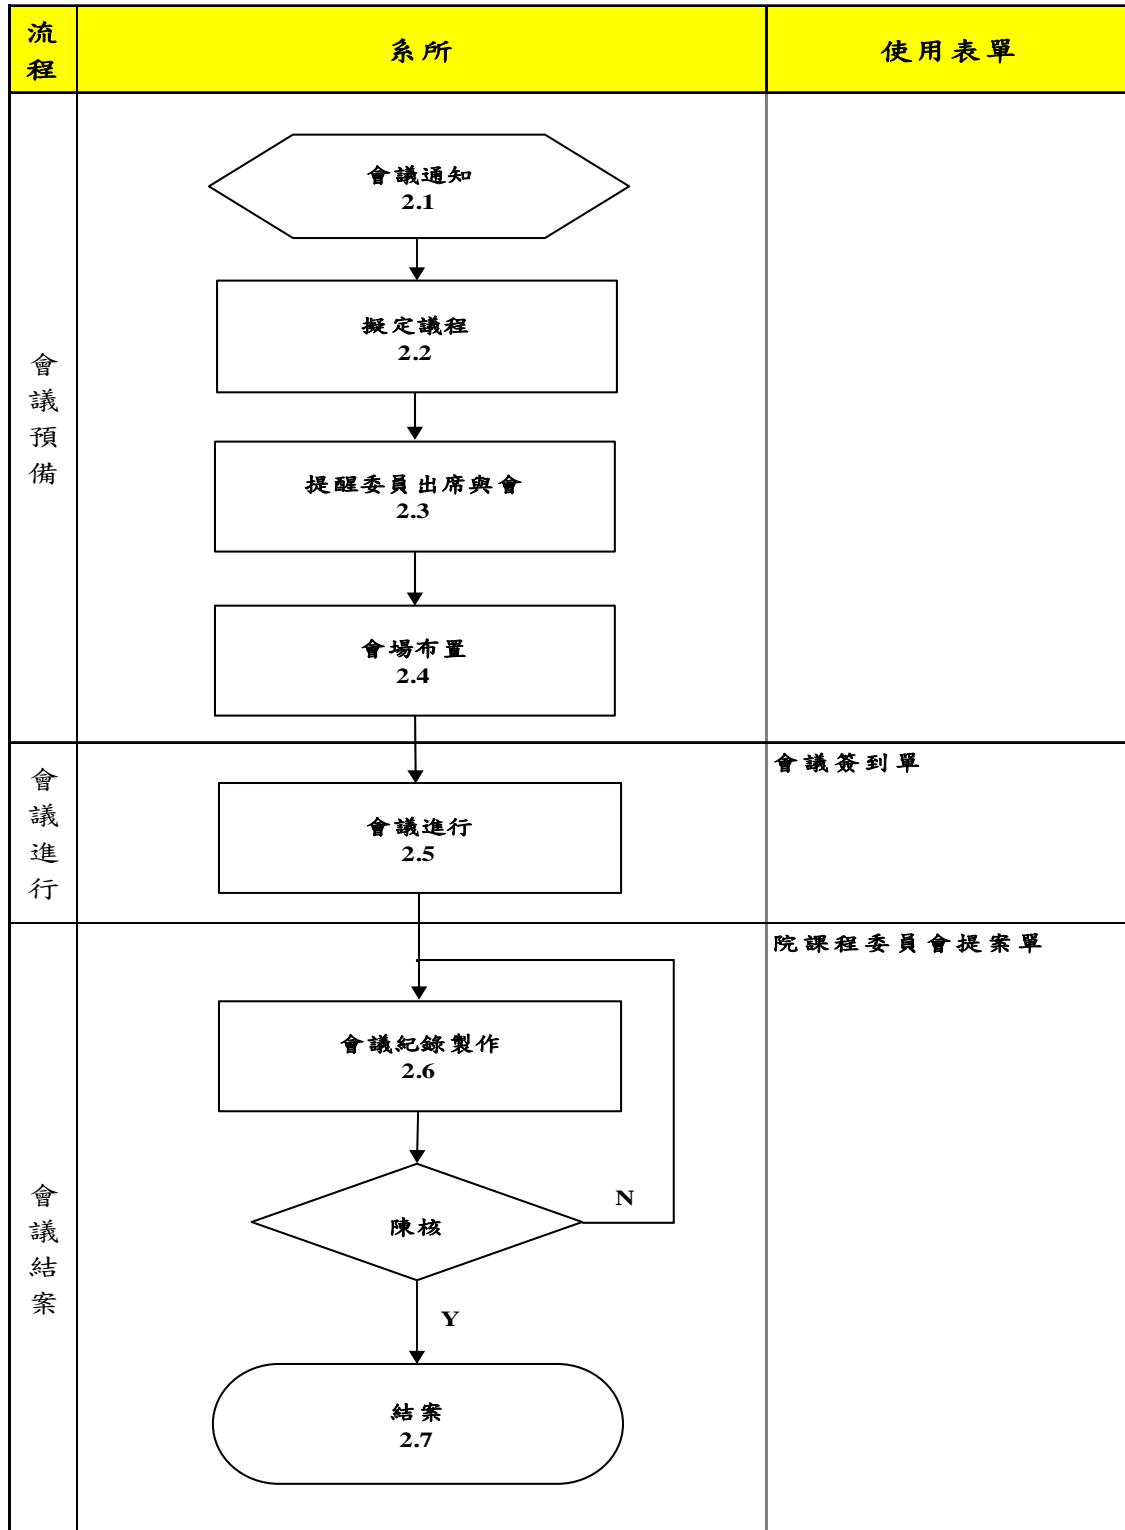 流程
系所
使用表單
會議預備
會議通知
2.1
擬定議程
2.2
提醒委員出席與會
2.3
會場布置
2.4
會議進行
會議進行
2.5
會議簽到單
會議結案
院課程委員會提案單
會議紀錄製作
2.6
陳核
N
Y
結案
2.7